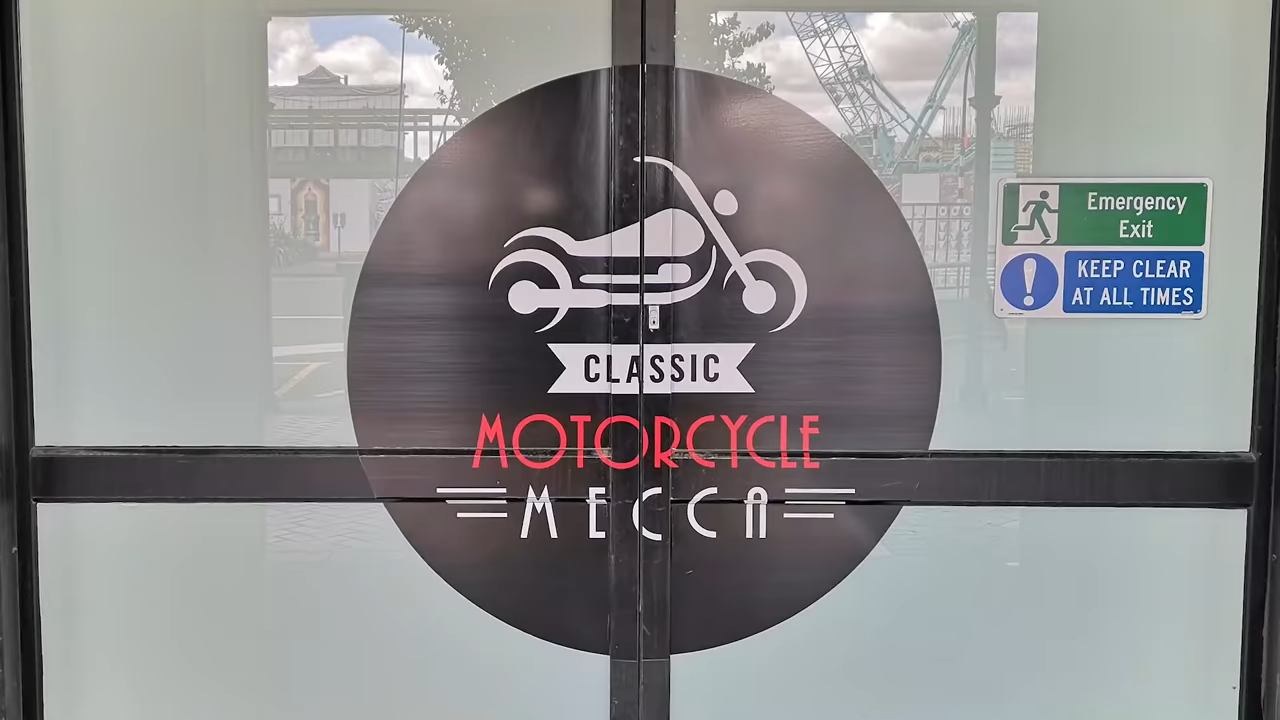 CLASSIC
MOTORCYCLE
MECCA
Emergency
Exit
KEEP CLEAR
AT ALL TIMES